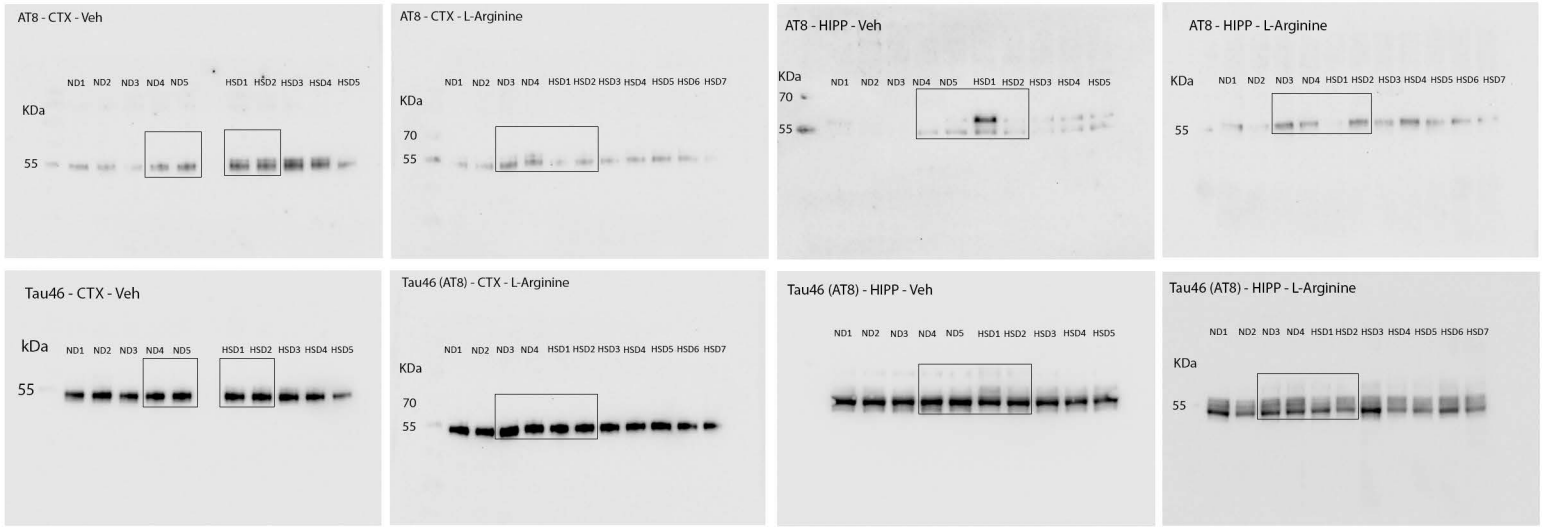 AT8 - CTX - Veh
ND1 ND2 ND3 ND4 ND5 HSD1 HSD2 HSD3 HSD4 HSD5
KDa
55
AT8 - CTX - L-Arginine
ND1 ND2 ND3 ND4 HSD1 HSD2 HSD3 HSD4 HSD5 HSD6 HSD7
KDa
70
55
AT8 - HIPP - Veh
KDa
ND1 ND2 ND3 ND4 ND5 HSD1 HSD2 HSD3 HSD4 HSD5
70
55
AT8 - HIPP - L-Arginine
ND1 ND2 ND3 ND4 HSD1 HSD2 HSD3 HSD4 HSD5 HSD6 HSD7
KDa
55
Tau46 - CTX - Veh
kDa
ND1 ND2 ND3 ND4 ND5 HSD1 HSD2 HSD3 HSD4 HSD5
55
Tau46 (AT8) - CTX - L-Arginine
ND1 ND2 ND3 ND4 HSD1 HSD2 HSD3 HSD4 HSD5 HSD6 HSD7
KDa
70
55
Tau46 (AT8) - HIPP - Veh
ND1 ND2 ND3 ND4 ND5 HSD1 HSD2 HSD3 HSD4 HSD5
KDa
55
Tau46 (AT8) - HIPP - L-Arginine
ND1 ND2 ND3 ND4 HSD1 HSD2 HSD3 HSD4 HSD5 HSD6 HSD7
KDa
55